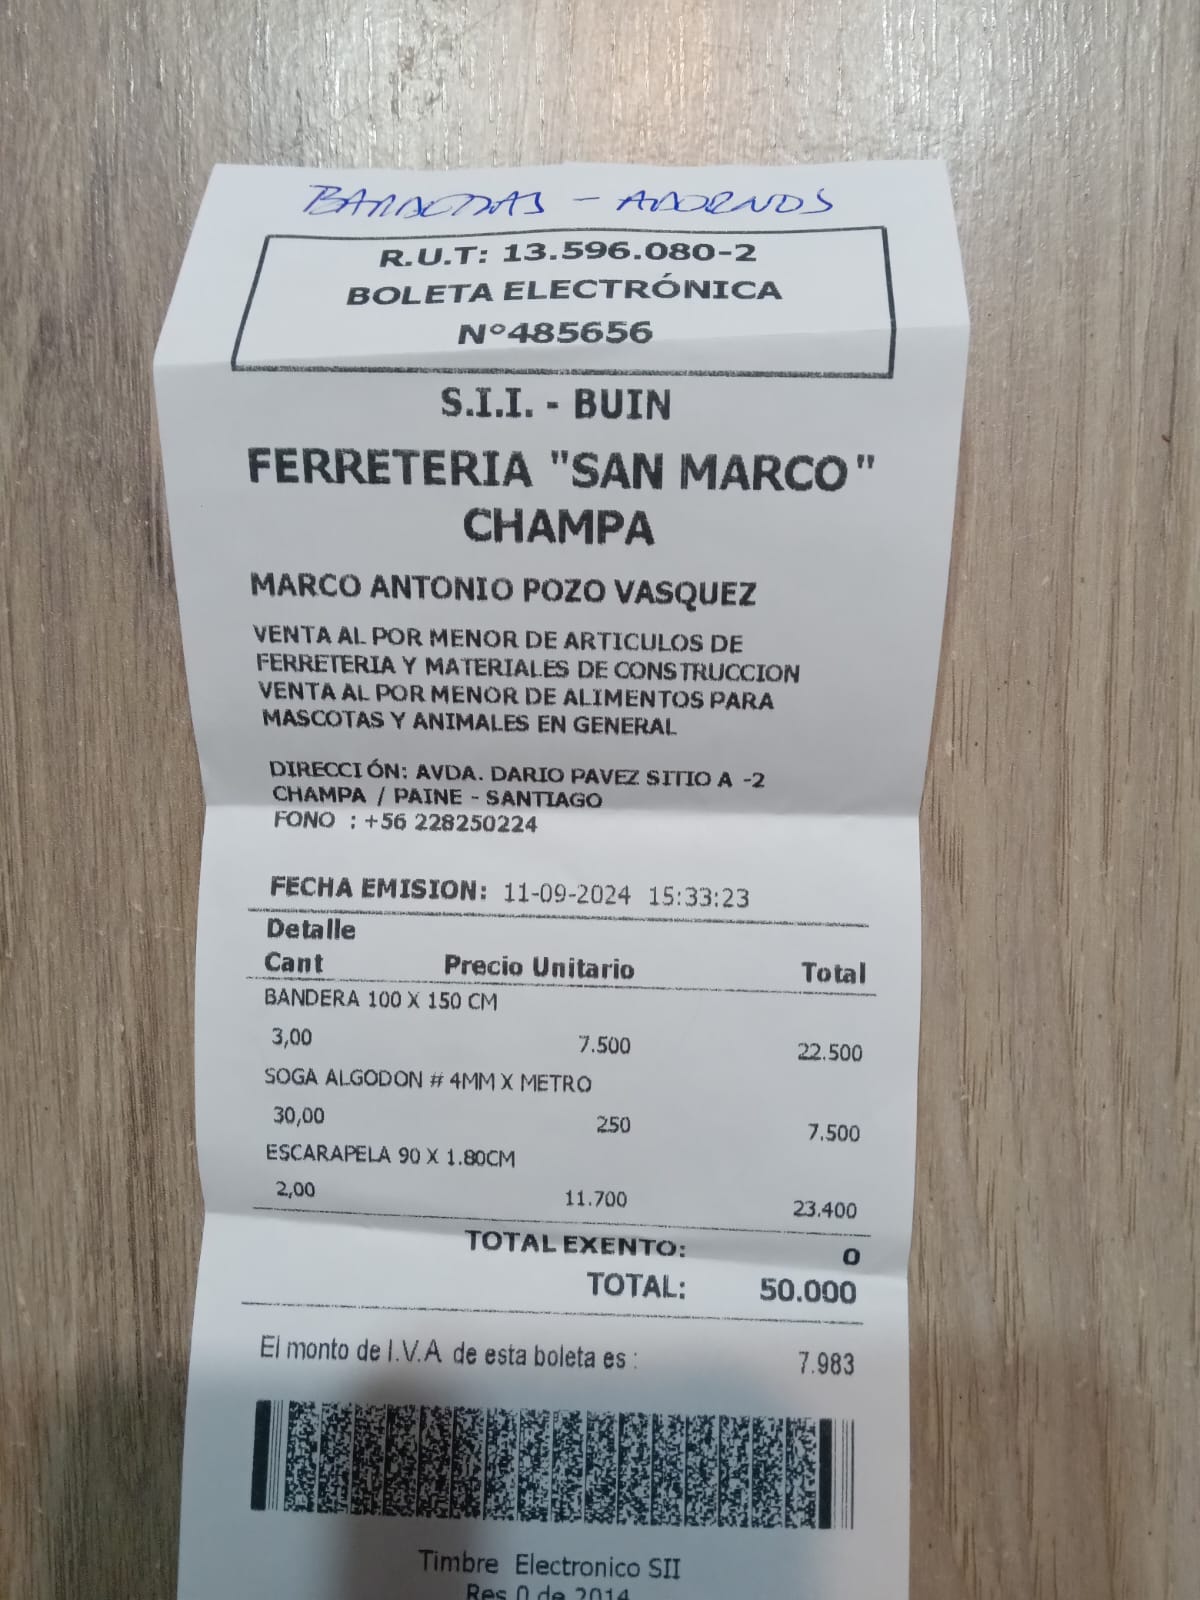 BANDERAS - ADORNOS
R.U.T: 13.596.080-2
BOLETA ELECTRÓNICA
N°485656
S.I.I. - BUIN
FERRETERIA "SAN MARCO"
CHAMPA
MARCO ANTONIO POZO VASQUEZ
VENTA AL POR MENOR DE ARTICULOS DE
FERRETERIA Y MATERIALES DE CONSTRUCCION
VENTA AL POR MENOR DE ALIMENTOS PARA
MASCOTAS Y ANIMALES EN GENERAL
DIRECCIÓN: AVDA. DARIO PAVEZ SITIO A -2
CHAMPA / PAINE - SANTIAGO
FONO : +56 228250224
FECHA EMISION: 11-09-2024 15:33:23
Detalle
Cant Precio Unitario Total
BANDERA 100 X 150 CM
3,00 7.500 22.500
SOGA ALGODON # 4MM X METRO
30,00 250 7.500
ESCARAPELA 90 X 1.80CM
2,00 11.700 23.400
TOTAL EXENTO: 0
TOTAL: 50.000
El monto de I.V.A de esta boleta es : 7.983
Timbre Electronico SII
Res 0 de 2014